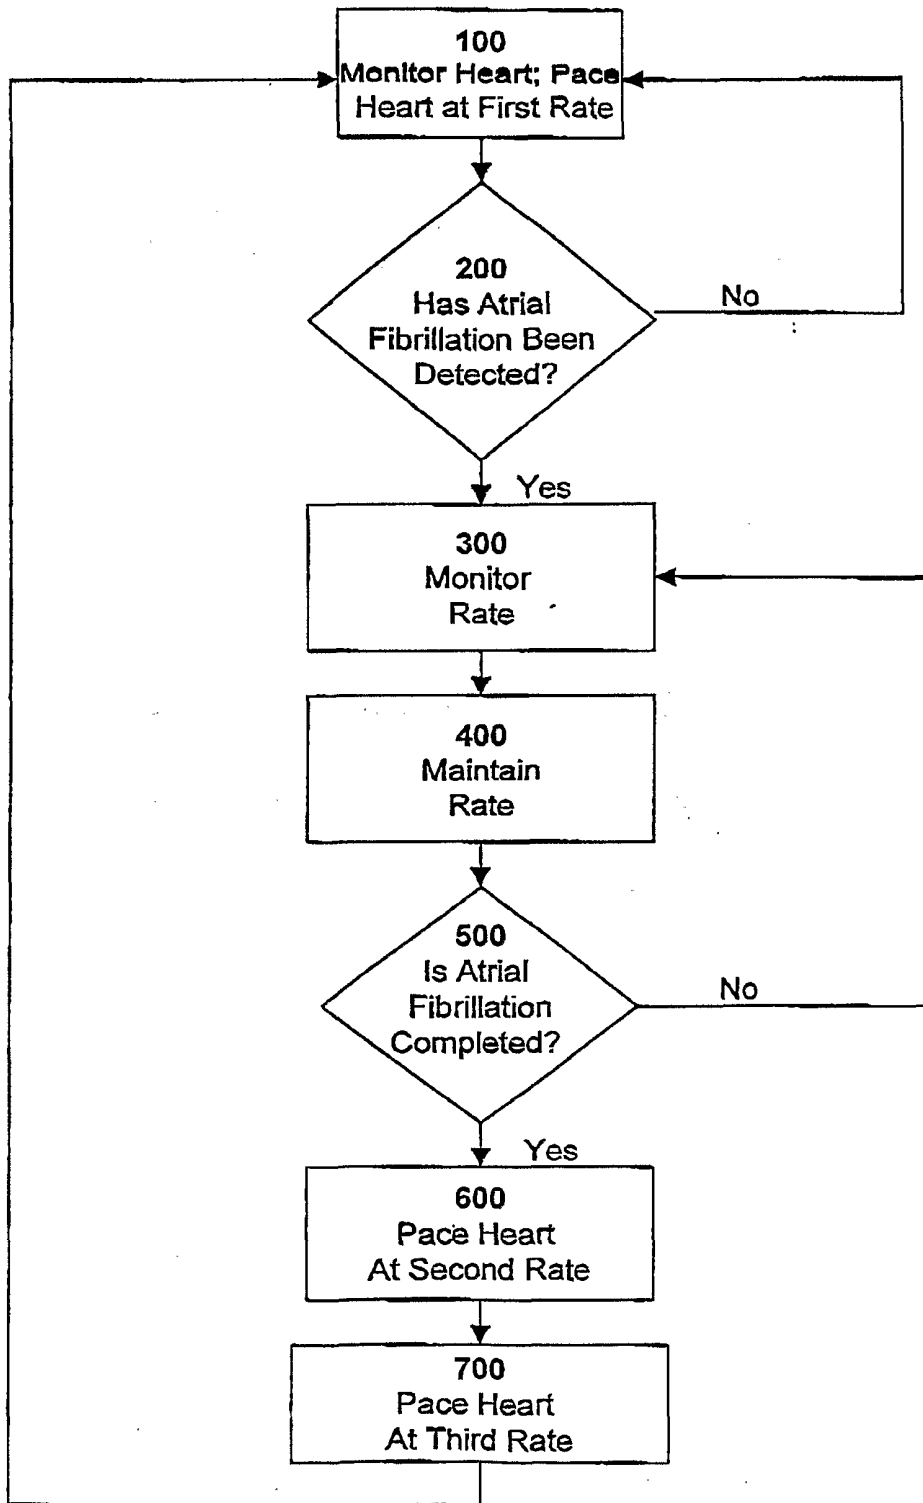 100
Monitor Heart; Pace
Heart at First Rate
200
Has Atrial
Fibrillation Been
Detected?
No
Yes
300
Monitor
Rate
400
Maintain
Rate
500
Is Atrial
Fibrillation
Completed?
No
Yes
600
Pace Heart
At Second Rate
700
Pace Heart
At Third Rate